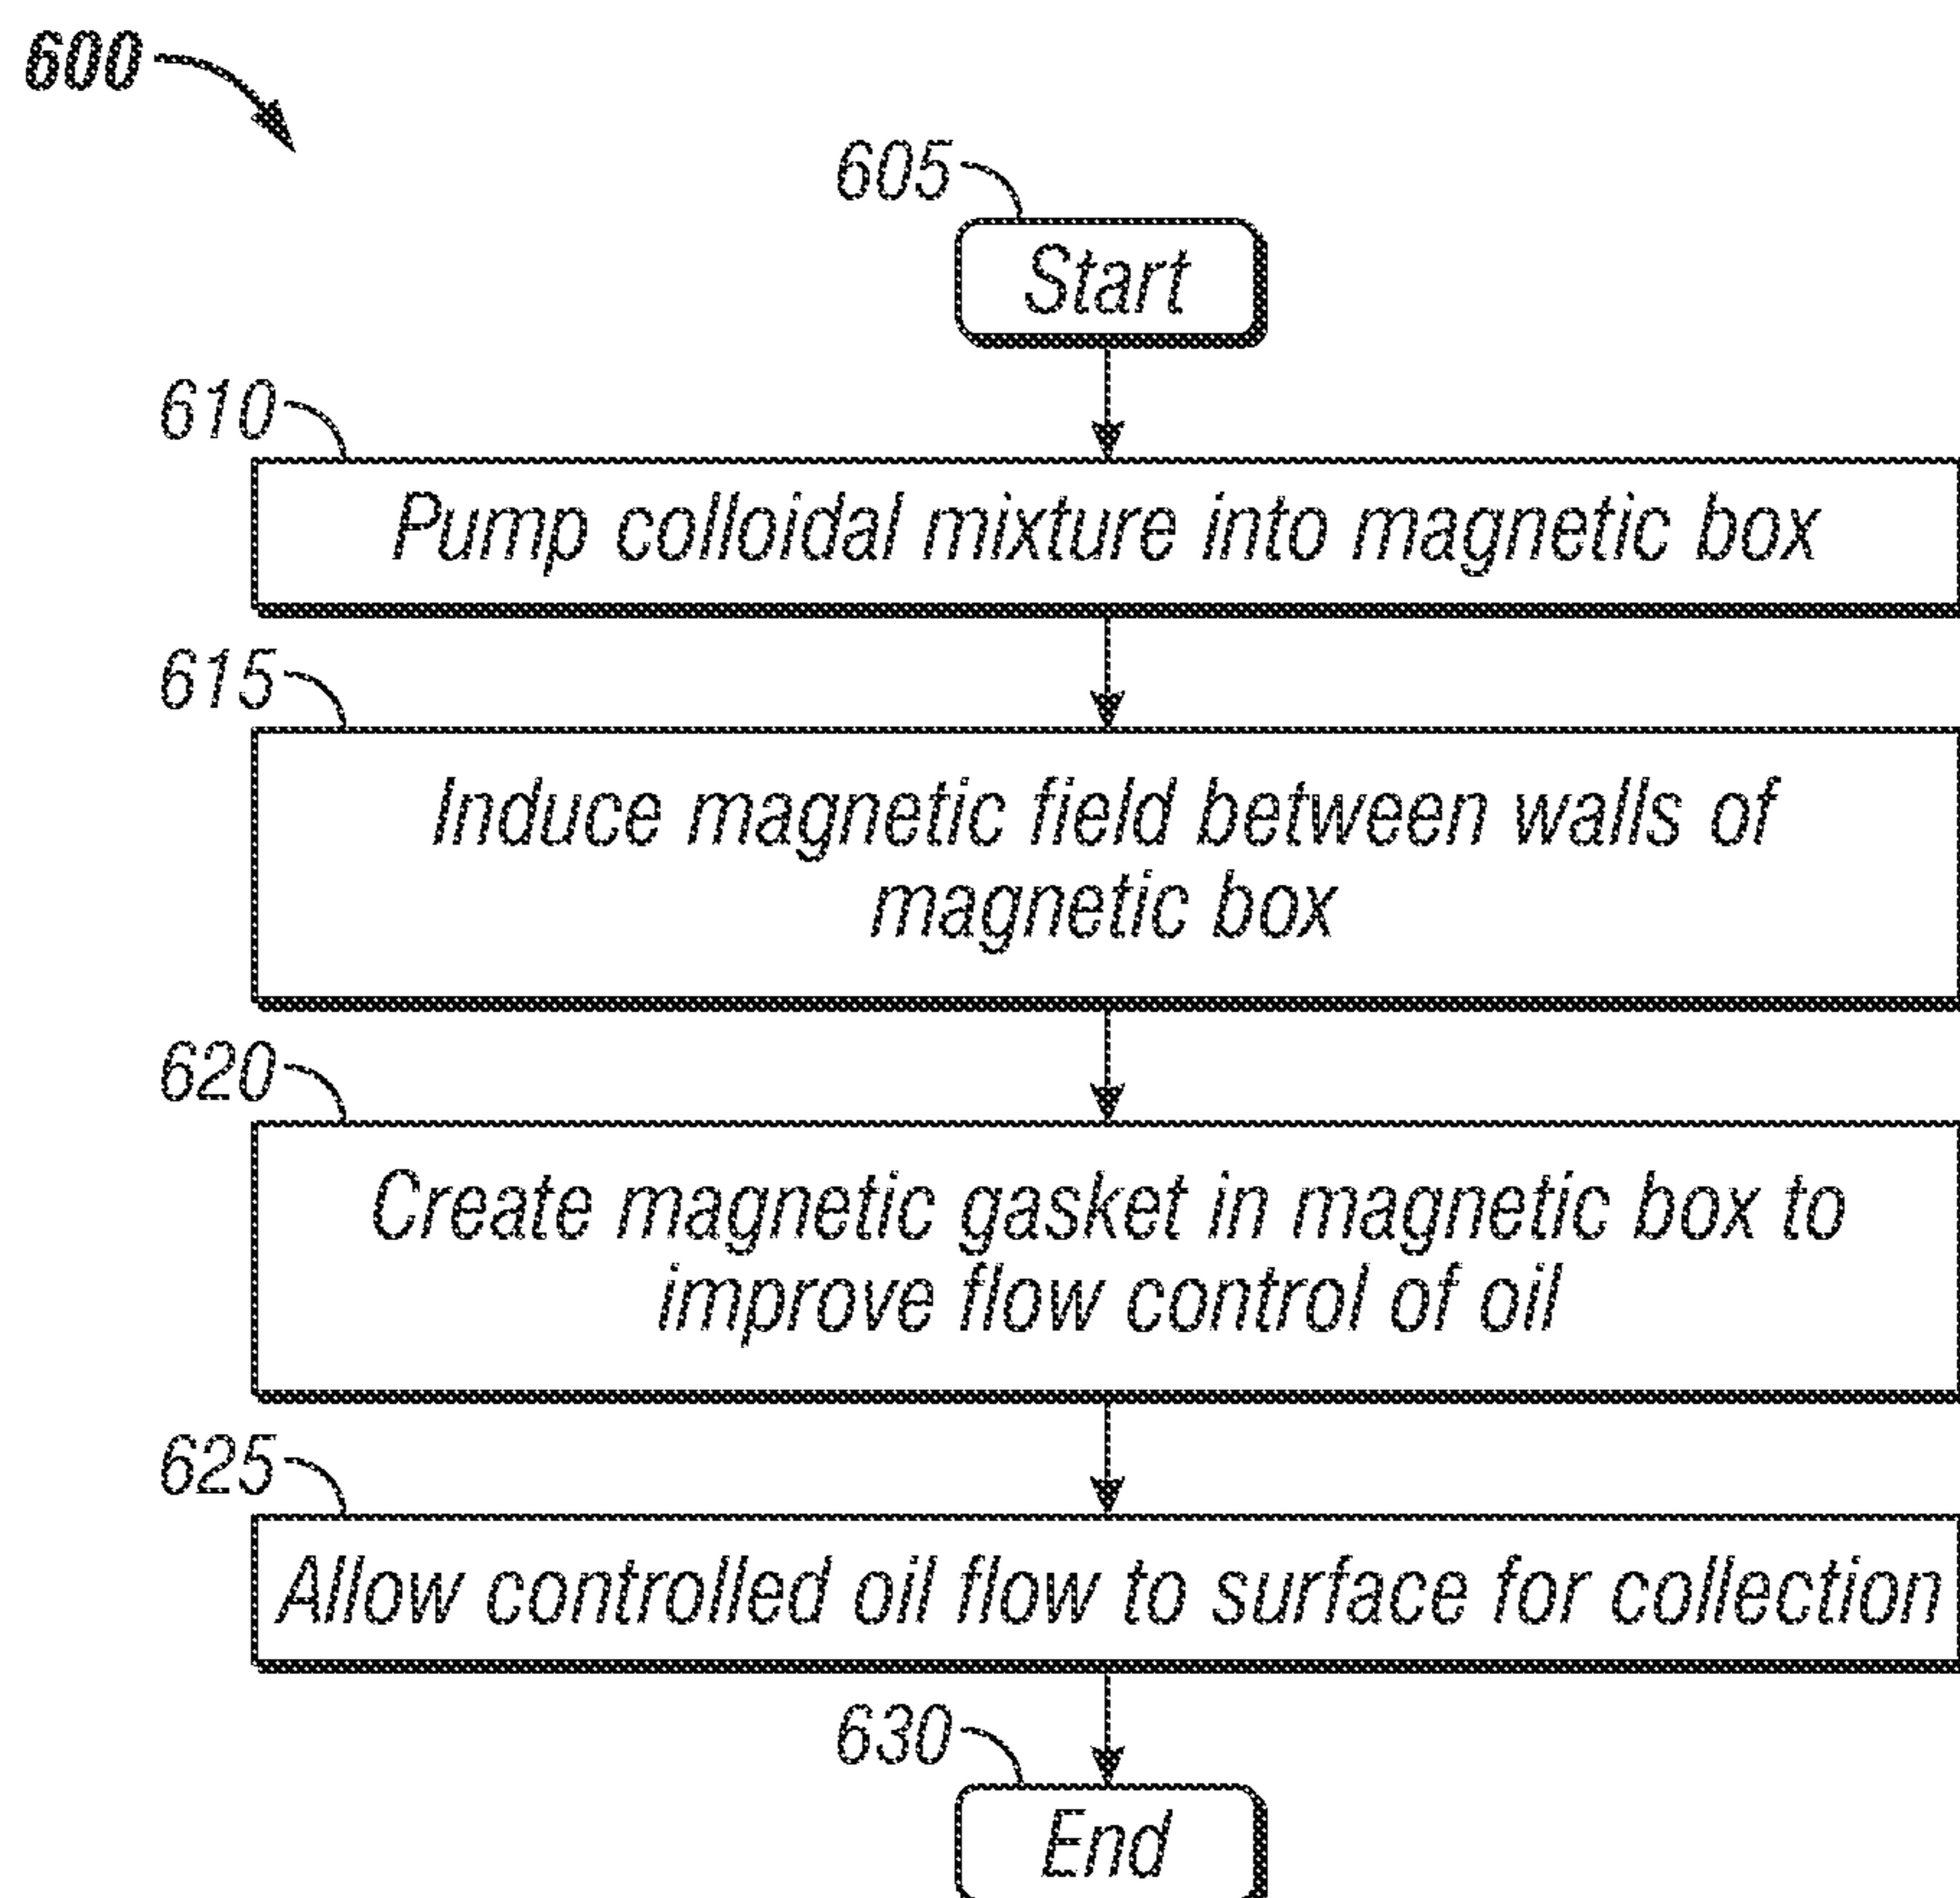 600
605
Start
610
Pump colloidal mixture into magnetic box
615
Induce magnetic field between walls of
magnetic box
620
Create magnetic gasket in magnetic box to
improve flow control of oil
625
Allow controlled oil flow to surface for collection
630
End